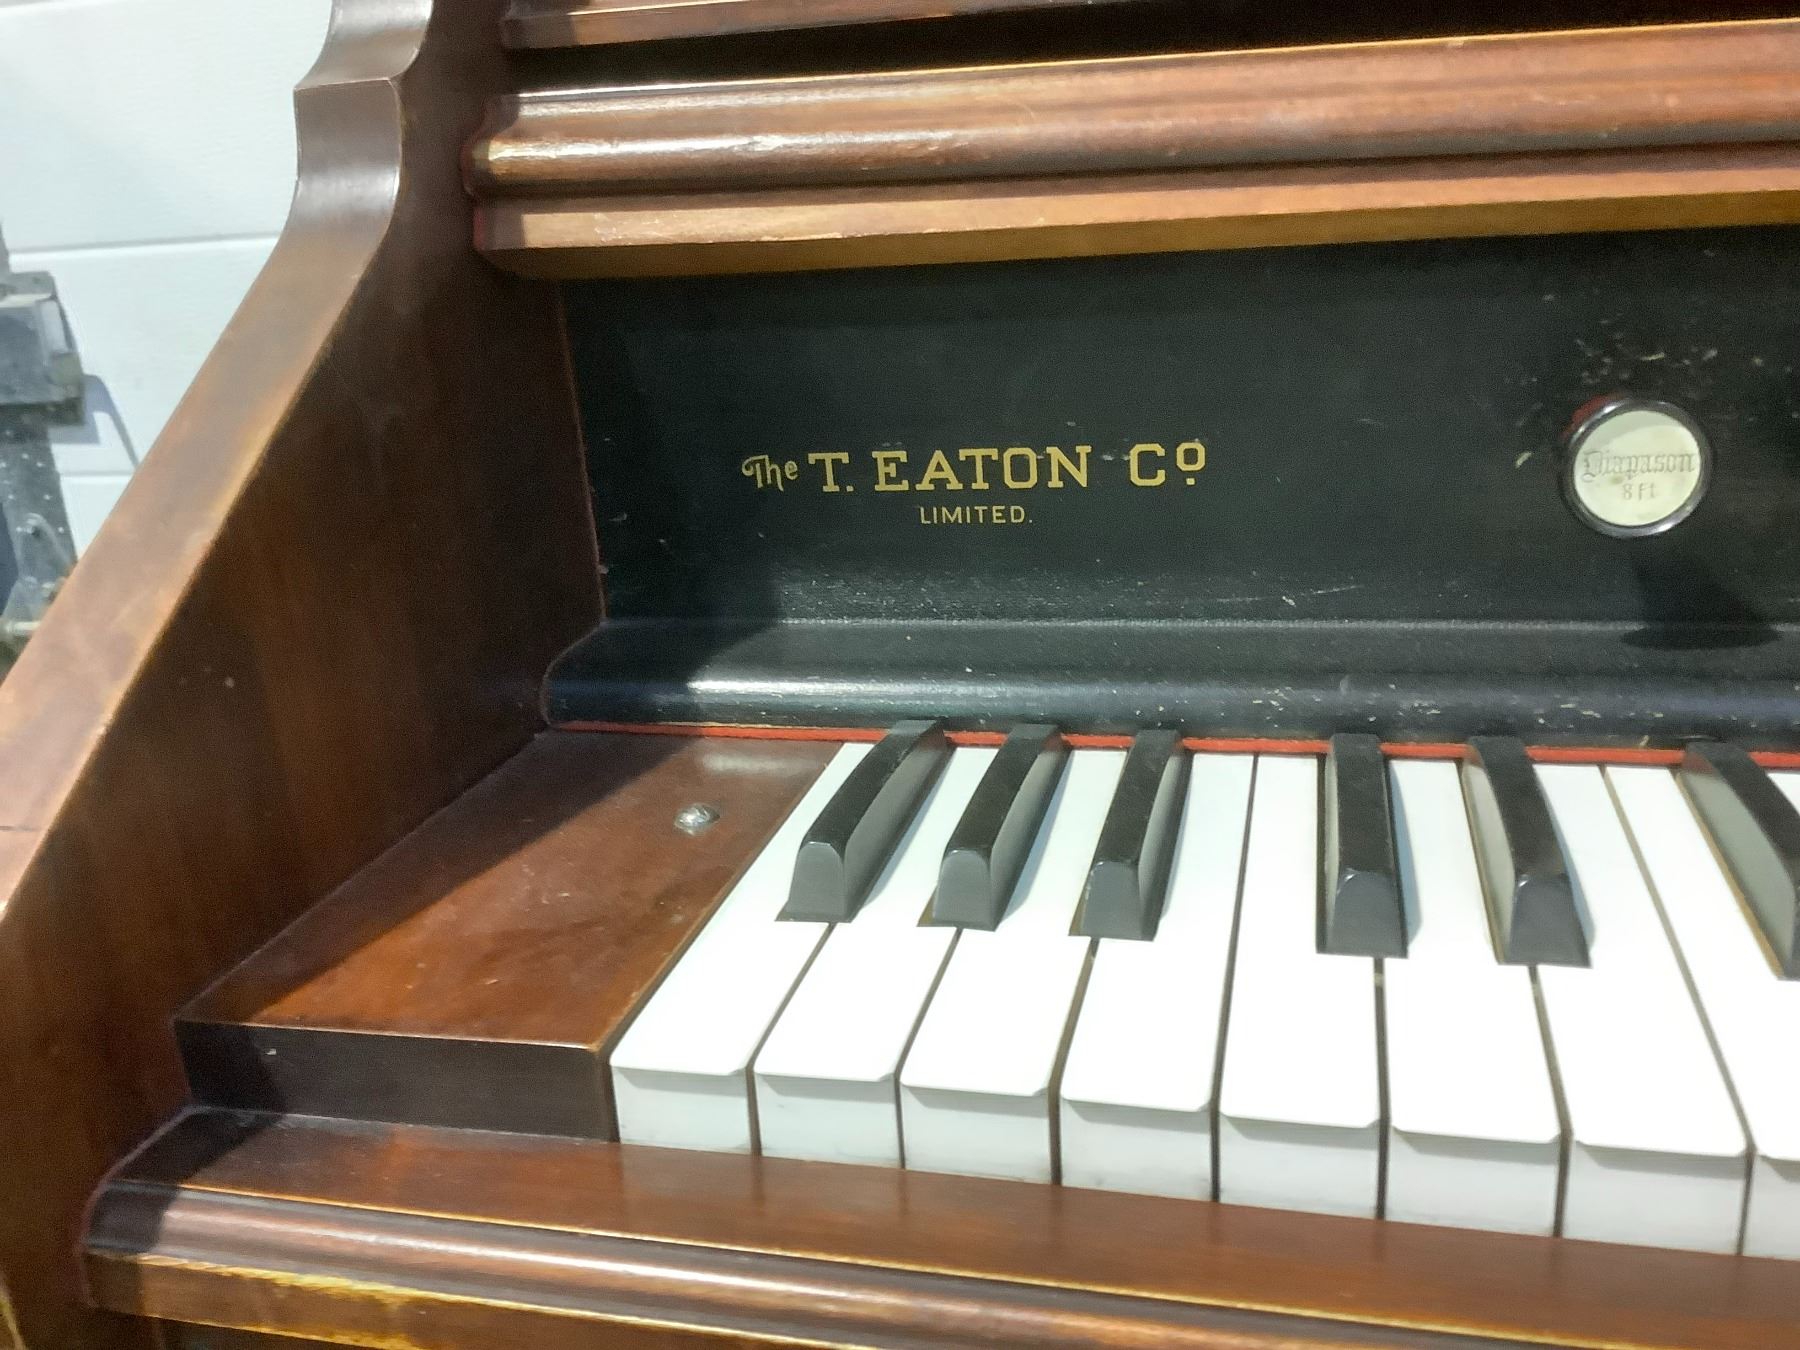 The T. EATON Co.
LIMITED.
Diapason
8 ft